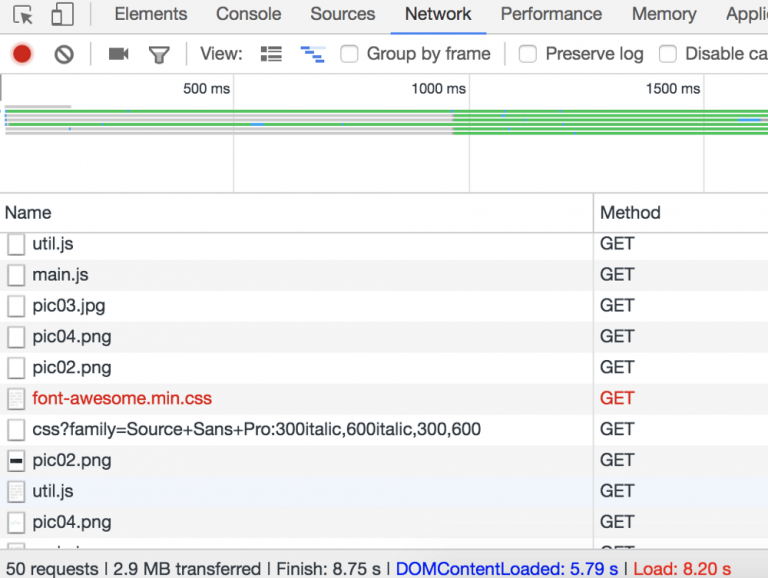 Elements Console Sources Network Performance Memory Appli
View: Group by frame Preserve log Disable ca
500 ms 1000 ms 1500 ms
Name Method
util.js GET
main.js GET
pic03.jpg GET
pic04.png GET
pic02.png GET
font-awesome.min.css GET
css?family=Source+Sans+Pro:300italic,600italic,300,600 GET
pic02.png GET
util.js GET
pic04.png GET
50 requests | 2.9 MB transferred | Finish: 8.75 s | DOMContentLoaded: 5.79 s | Load: 8.20 s